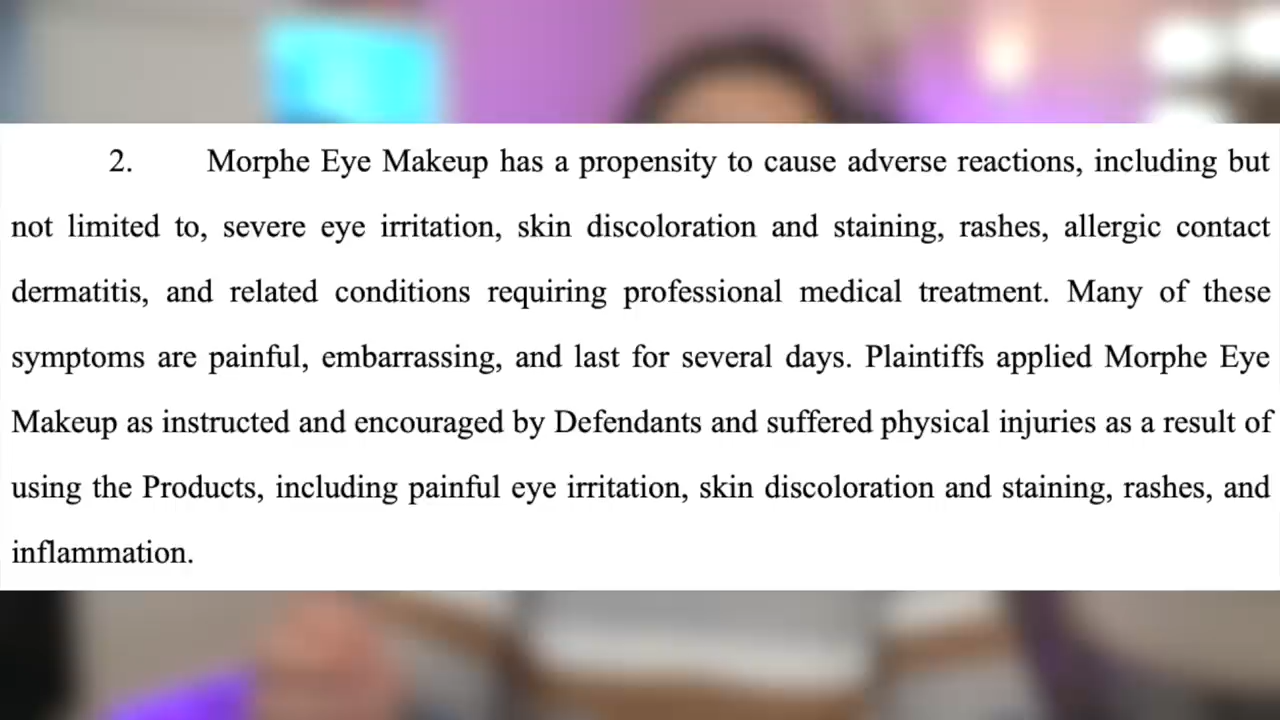 2. Morphe Eye Makeup has a propensity to cause adverse reactions, including but
not limited to, severe eye irritation, skin discoloration and staining, rashes, allergic contact
dermatitis, and related conditions requiring professional medical treatment. Many of these
symptoms are painful, embarrassing, and last for several days. Plaintiffs applied Morphe Eye
Makeup as instructed and encouraged by Defendants and suffered physical injuries as a result of
using the Products, including painful eye irritation, skin discoloration and staining, rashes, and
inflammation.